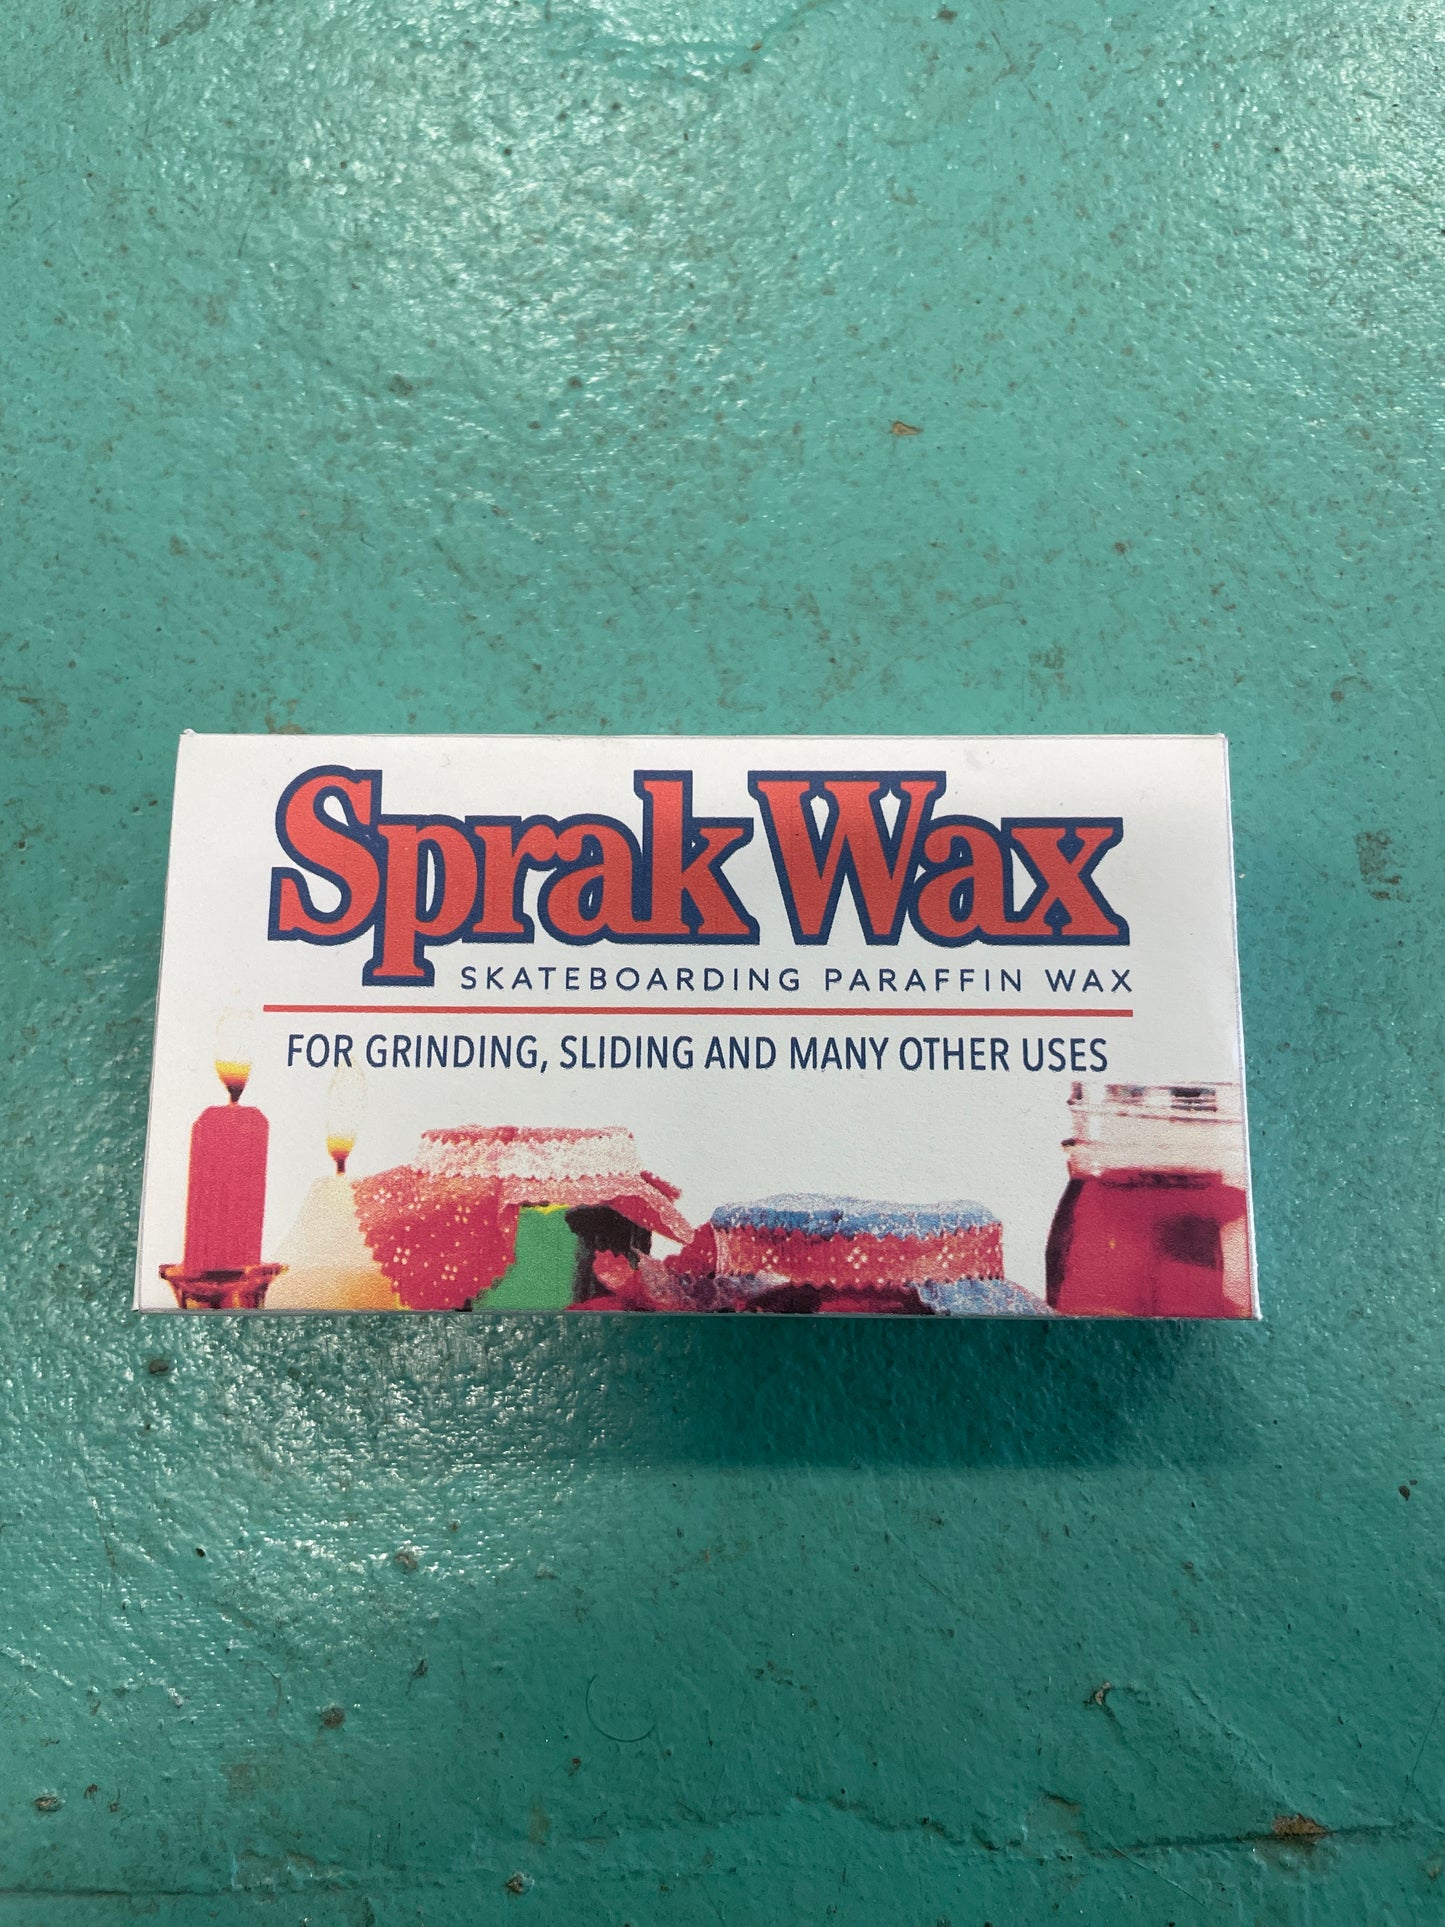 Sprak Wax
SKATEBOARDING PARAFFIN WAX
FOR GRINDING, SLIDING AND MANY OTHER USES